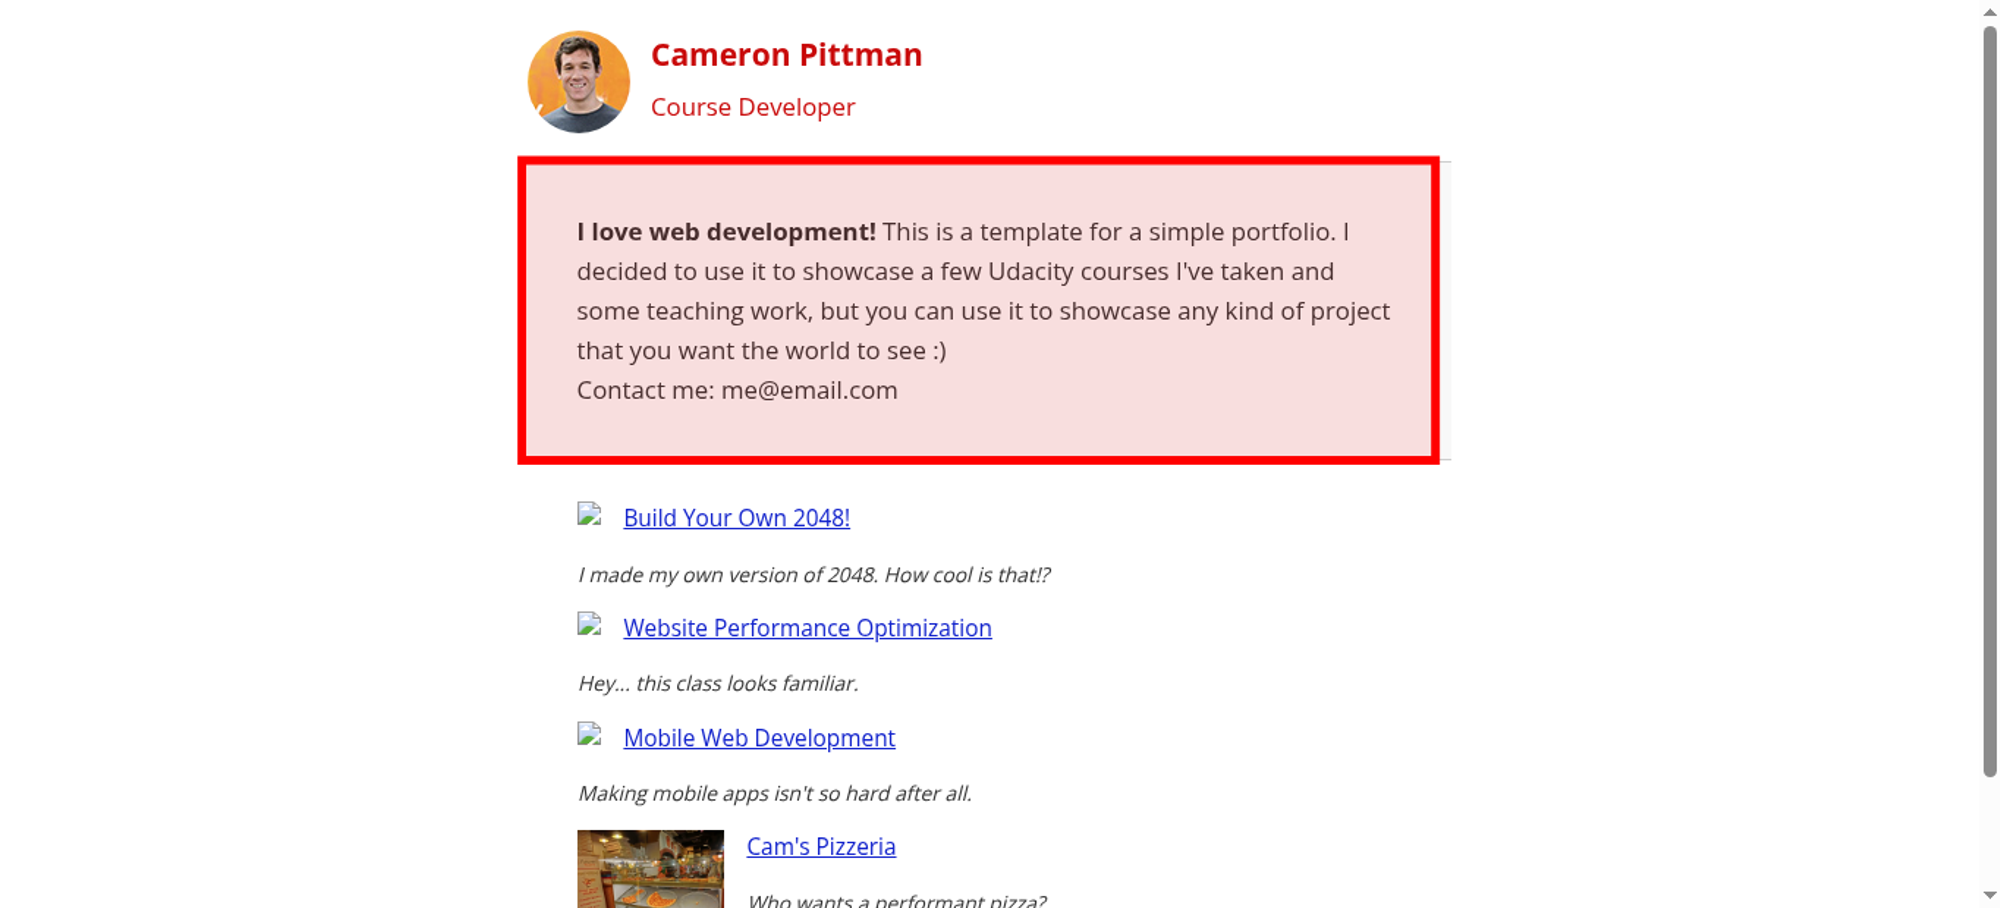 Cameron Pittman
Course Developer
I love web development! This is a template for a simple portfolio. I
decided to use it to showcase a few Udacity courses I've taken and
some teaching work, but you can use it to showcase any kind of project
that you want the world to see :)
Contact me: me@email.com
Build Your Own 2048!
I made my own version of 2048. How cool is that!?
Website Performance Optimization
Hey... this class looks familiar.
Mobile Web Development
Making mobile apps isn't so hard after all.
Cam's Pizzeria
Who wants a performant pizza?